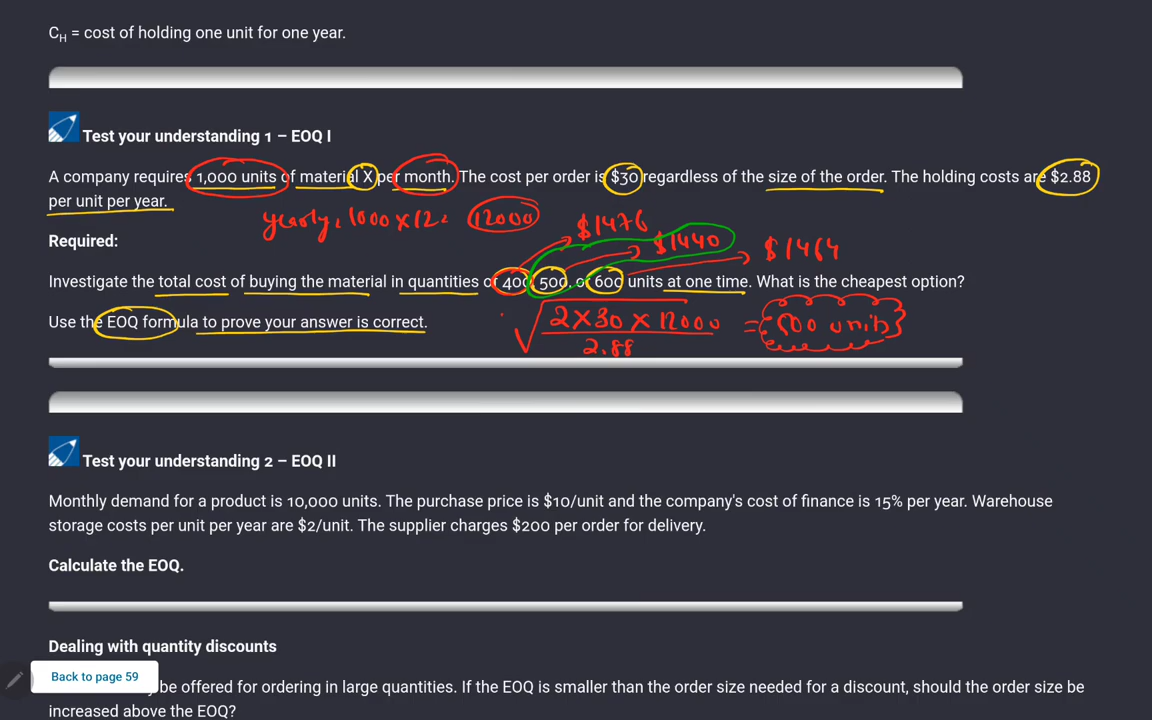 CH = cost of holding one unit for one year.
Test your understanding 1 – EOQ I
A company requires 1,000 units of material X per month. The cost per order is $30 regardless of the size of the order. The holding costs are $2.88
per unit per year.
yearly, 1000 X 12 = 12000
$1476
$1440
$1464
Required:
Investigate the total cost of buying the material in quantities of 400, 500, or 600 units at one time. What is the cheapest option?
Use the EOQ formula to prove your answer is correct.
√ 2 X 30 X 12000 = 500 units
2.88
Test your understanding 2 – EOQ II
Monthly demand for a product is 10,000 units. The purchase price is $10/unit and the company's cost of finance is 15% per year. Warehouse
storage costs per unit per year are $2/unit. The supplier charges $200 per order for delivery.
Calculate the EOQ.
Dealing with quantity discounts
Back to page 59
be offered for ordering in large quantities. If the EOQ is smaller than the order size needed for a discount, should the order size be
increased above the EOQ?